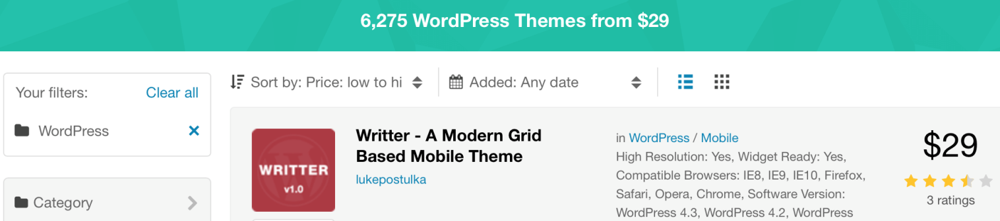 6,275 WordPress Themes from $29
Your filters:
Clear all
WordPress
Category
Sort by: Price: low to hi
Added: Any date
WRITTER
v1.0
Writter - A Modern Grid
Based Mobile Theme
lukepostulka
in WordPress / Mobile
High Resolution: Yes, Widget Ready: Yes,
Compatible Browsers: IE8, IE9, IE10, Firefox,
Safari, Opera, Chrome, Software Version:
WordPress 4.3, WordPress 4.2, WordPress
$29
3 ratings